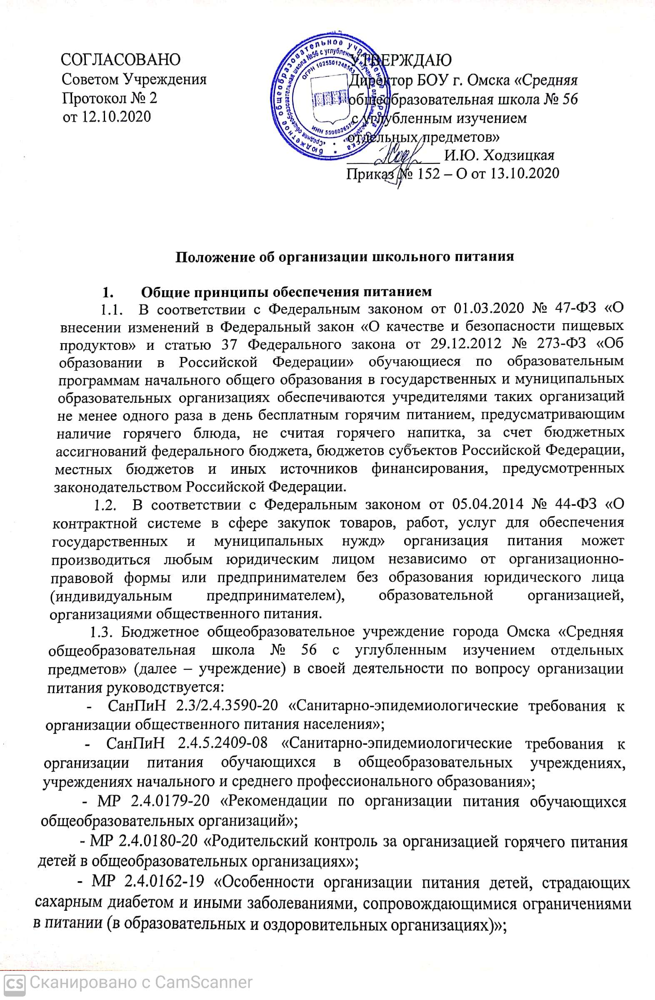 СОГЛАСОВАНО
Советом Учреждения
Протокол № 2
от 12.10.2020
УТВЕРЖДАЮ
Директор БОУ г. Омска «Средняя
общеобразовательная школа № 56
с углубленным изучением
отдельных предметов»
И.Ю. Ходзицкая
Приказ № 152 – О от 13.10.2020
бюджетное общеобразовательное учреждение города Омска
«Средняя общеобразовательная школа №56 с углубленным изучением отдельных предметов»
ОГРН 1025501248563
ИНН 5506026570
Положение об организации школьного питания
1. Общие принципы обеспечения питанием
1.1. В соответствии с Федеральным законом от 01.03.2020 № 47-ФЗ «О
внесении изменений в Федеральный закон «О качестве и безопасности пищевых
продуктов» и статью 37 Федерального закона от 29.12.2012 № 273-ФЗ «Об
образовании в Российской Федерации» обучающиеся по образовательным
программам начального общего образования в государственных и муниципальных
образовательных организациях обеспечиваются учредителями таких организаций
не менее одного раза в день бесплатным горячим питанием, предусматривающим
наличие горячего блюда, не считая горячего напитка, за счет бюджетных
ассигнований федерального бюджета, бюджетов субъектов Российской Федерации,
местных бюджетов и иных источников финансирования, предусмотренных
законодательством Российской Федерации.
1.2. В соответствии с Федеральным законом от 05.04.2014 № 44-ФЗ «О
контрактной системе в сфере закупок товаров, работ, услуг для обеспечения
государственных и муниципальных нужд» организация питания может
производиться любым юридическим лицом независимо от организационно-
правовой формы или предпринимателем без образования юридического лица
(индивидуальным предпринимателем), образовательной организацией,
организациями общественного питания.
1.3. Бюджетное общеобразовательное учреждение города Омска «Средняя
общеобразовательная школа № 56 с углубленным изучением отдельных
предметов» (далее – учреждение) в своей деятельности по вопросу организации
питания руководствуется:
- СанПиН 2.3/2.4.3590-20 «Санитарно-эпидемиологические требования к
организации общественного питания населения»;
- СанПиН 2.4.5.2409-08 «Санитарно-эпидемиологические требования к
организации питания обучающихся в общеобразовательных учреждениях,
учреждениях начального и среднего профессионального образования»;
- МР 2.4.0179-20 «Рекомендации по организации питания обучающихся
общеобразовательных организаций»;
- МР 2.4.0180-20 «Родительский контроль за организацией горячего питания
детей в общеобразовательных организациях»;
- МР 2.4.0162-19 «Особенности организации питания детей, страдающих
сахарным диабетом и иными заболеваниями, сопровождающимися ограничениями
в питании (в образовательных и оздоровительных организациях)»;
CS Сканировано с CamScanner